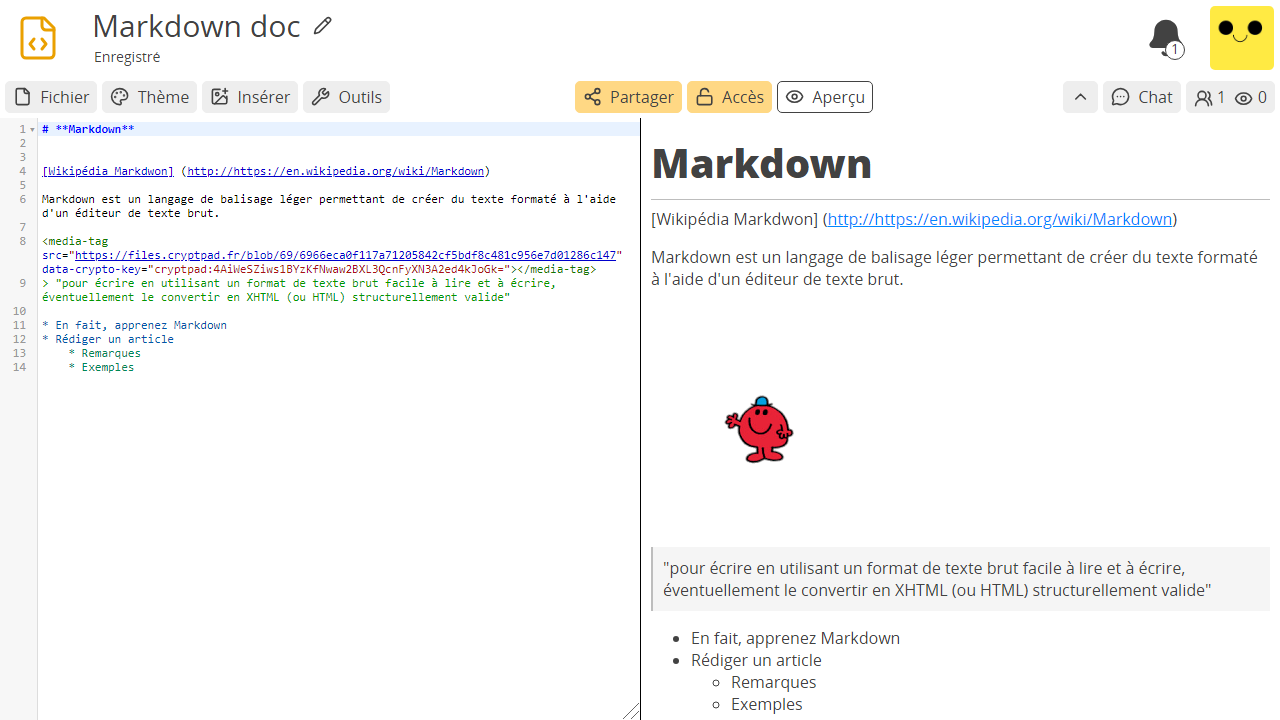 Markdown doc
Enregistré
1
Fichier
Thème
Insérer
Outils
Partager
Accès
Aperçu
Chat
1
0
1
# **Markdown**
2
3
4
[Wikipédia Markdwon] (http://https://en.wikipedia.org/wiki/Markdown)
5
6
Markdown est un langage de balisage léger permettant de créer du texte formaté à l'aide
d'un éditeur de texte brut.
7
8
<media-tag
src="https://files.cryptpad.fr/blob/69/6966eca0f117a71205842cf5bdf8c481c956e7d01286c147"
data-crypto-key="cryptpad:4AiWeSZiws1BYzKfNwaw2BXL3QcnFyXN3A2ed4kJoGk="></media-tag>
9
> "pour écrire en utilisant un format de texte brut facile à lire et à écrire,
éventuellement le convertir en XHTML (ou HTML) structurellement valide"
10
11
* En fait, apprenez Markdown
12
* Rédiger un article
13
* Remarques
14
* Exemples
Markdown
[Wikipédia Markdwon] (http://https://en.wikipedia.org/wiki/Markdown)
Markdown est un langage de balisage léger permettant de créer du texte formaté
à l'aide d'un éditeur de texte brut.
"pour écrire en utilisant un format de texte brut facile à lire et à écrire,
éventuellement le convertir en XHTML (ou HTML) structurellement valide"
• En fait, apprenez Markdown
• Rédiger un article
◦ Remarques
◦ Exemples